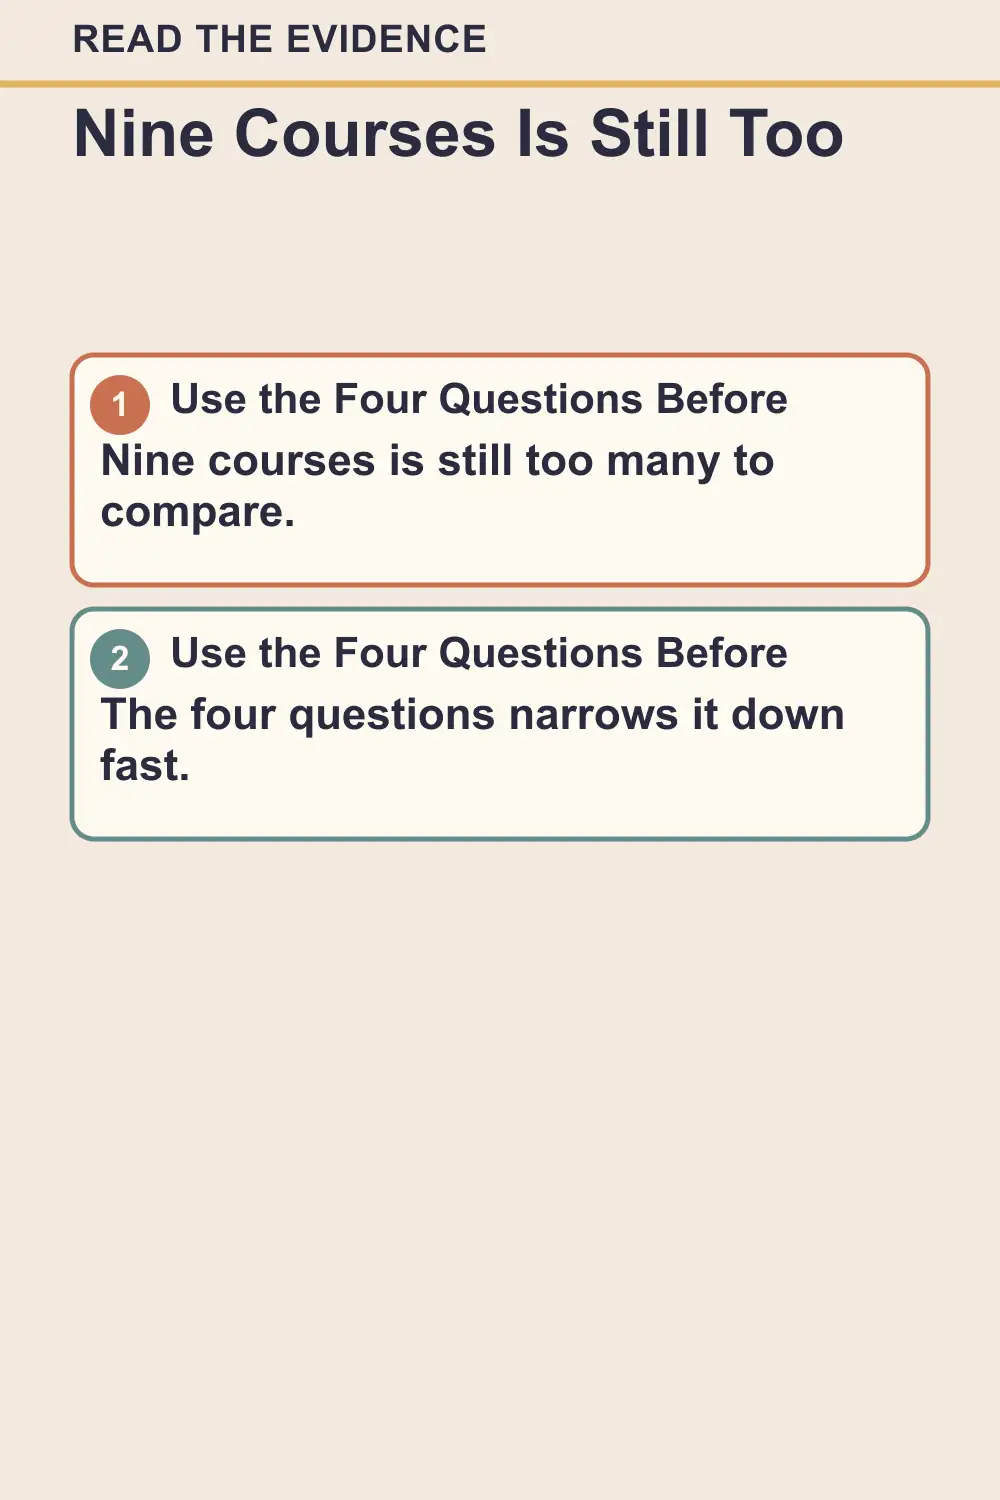 READ THE EVIDENCE
Nine Courses Is Still Too
1 Use the Four Questions Before
Nine courses is still too many to
compare.
2 Use the Four Questions Before
The four questions narrows it down
fast.